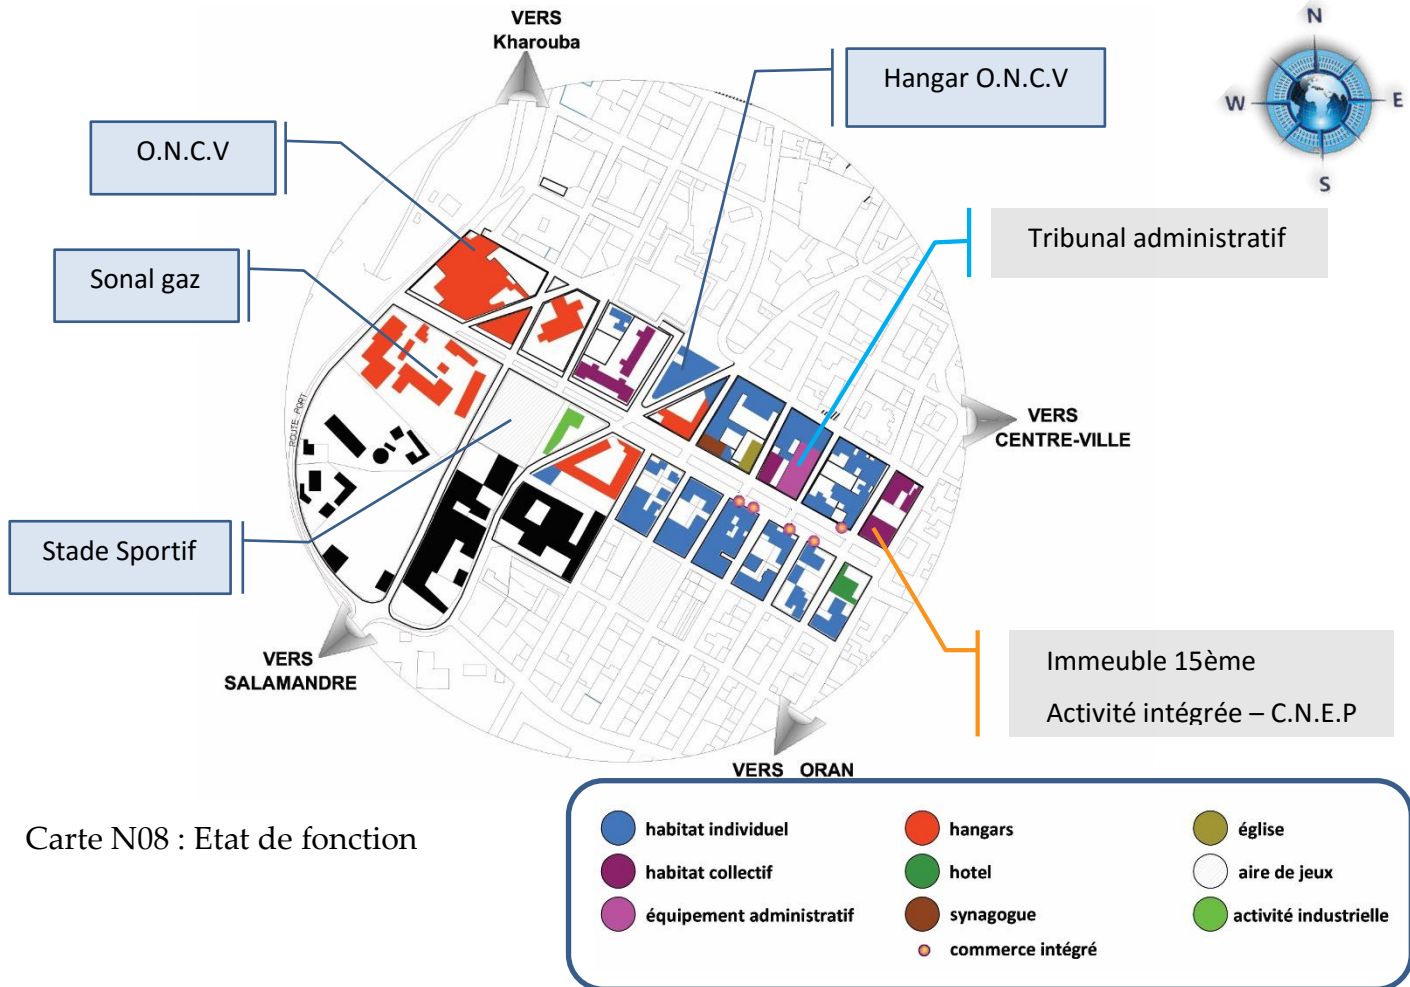 VERS
Kharouba
Hangar O.N.C.V
N
W
E
S
O.N.C.V
Tribunal administratif
Sonal gaz
ROUTE PORT
VERS
CENTRE-VILLE
Stade Sportif
VERS
SALAMANDRE
Immeuble 15ème
Activité intégrée – C.N.E.P
VERS ORAN
Carte N08 : Etat de fonction
habitat individuel
habitat collectif
équipement administratif
hangars
hotel
synagogue
commerce intégré
église
aire de jeux
activité industrielle